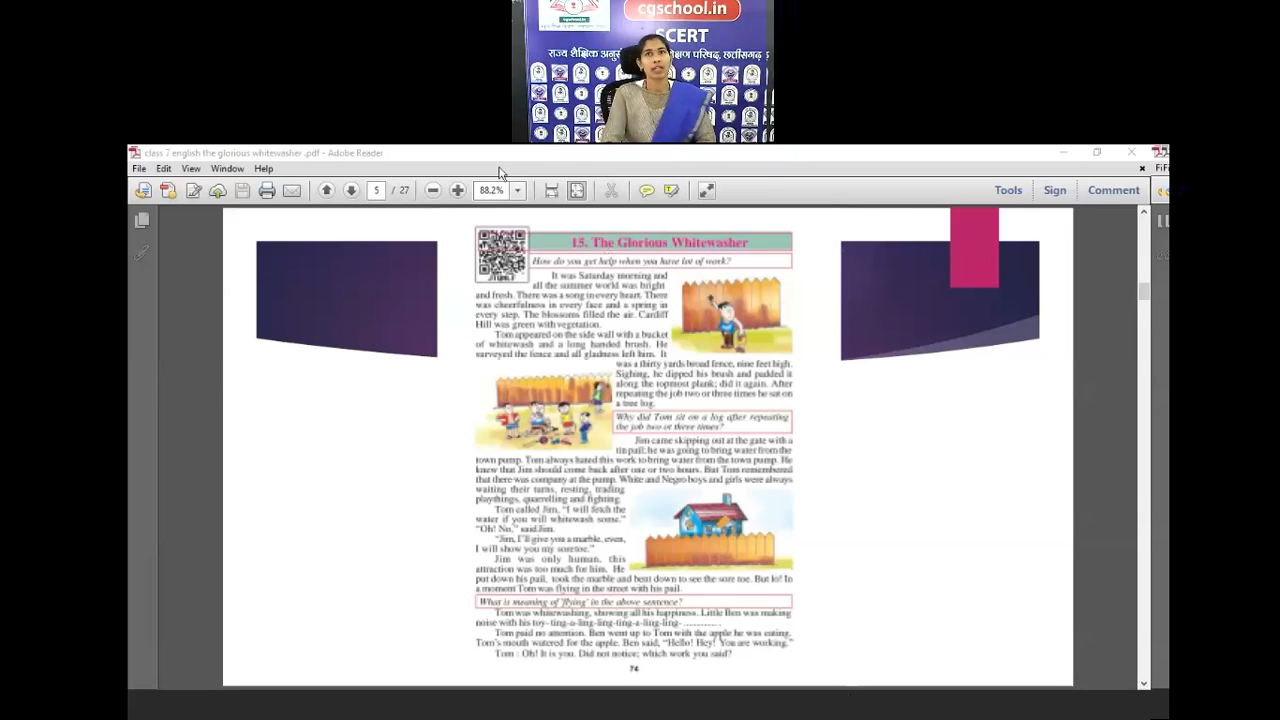 cgschool.in
SCERT
राज्य शैक्षिक अनु
क्षण परिषद, छत्तीसगढ़
class 7 english the glorious whitewasher .pdf - Adobe Reader
File Edit View Window Help
5 / 27 88.2% Tools Sign Comment
15. The Glorious Whitewasher
How do you get help when you have lot of work?
It was Saturday morning and
all the summer world was bright
and fresh. There was a song in every heart. There
was cheerfulness in every face and a spring in
every step. The blossoms filled the air. Cardiff
Hill was green with vegetation.
Tom appeared on the side wall with a bucket
of whitewash and a long handed brush. He
surveyed the fence and all gladness left him. It
was a thirty yards broad fence, nine feet high.
Sighing, he dipped his brush and padded it
along the topmost plank; did it again. After
repeating the job two or three times he sat on
a tree log.
Why did Tom sit on a log after repeating
the job two or three times?
Jim came skipping out at the gate with a
tin pail; he was going to bring water from the
town pump. Tom always hated this work to bring water from the town pump. He
knew that Jim should come back after one or two hours. But Tom remembered
that there was company at the pump. White and Negro boys and girls were always
waiting their turns, resting, trading
playthings, quarrelling and fighting.
Tom called Jim, "I will fetch the
water if you will whitewash some."
"Oh! No," said Jim.
"Jim, I'll give you a marble, even,
I will show you my sore toe."
Jim was only human, this
attraction was too much for him. He
put down his pail, took the marble and bent down to see the sore toe. But lo! In
a moment Tom was flying in the street with his pail.
What is meaning of 'flying' in the above sentence?
Tom was whitewashing, showing all his happiness. Little Ben was making
noise with his toy- ting-a-ling-ling-ting-a-ling-ling- ..............
Tom paid no attention. Ben went up to Tom with the apple he was eating.
Tom's mouth watered for the apple. Ben said, "Hello! Hey! You are working."
Tom : Oh! It is you. Did not notice; which work you said?
74